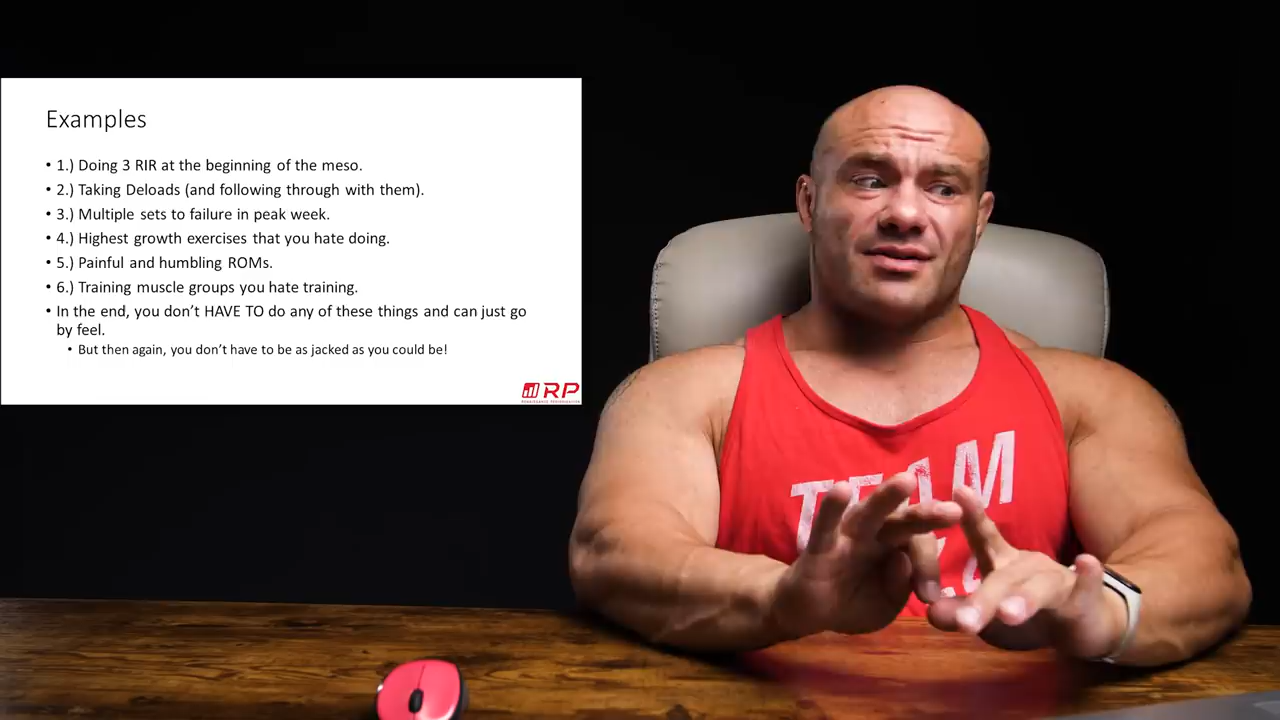 Examples
• 1.) Doing 3 RIR at the beginning of the meso.
• 2.) Taking Deloads (and following through with them).
• 3.) Multiple sets to failure in peak week.
• 4.) Highest growth exercises that you hate doing.
• 5.) Painful and humbling ROMs.
• 6.) Training muscle groups you hate training.
• In the end, you don't HAVE TO do any of these things and can just go
by feel.
• But then again, you don't have to be as jacked as you could be!
RP
RENAISSANCE PERIODIZATION
TEAM